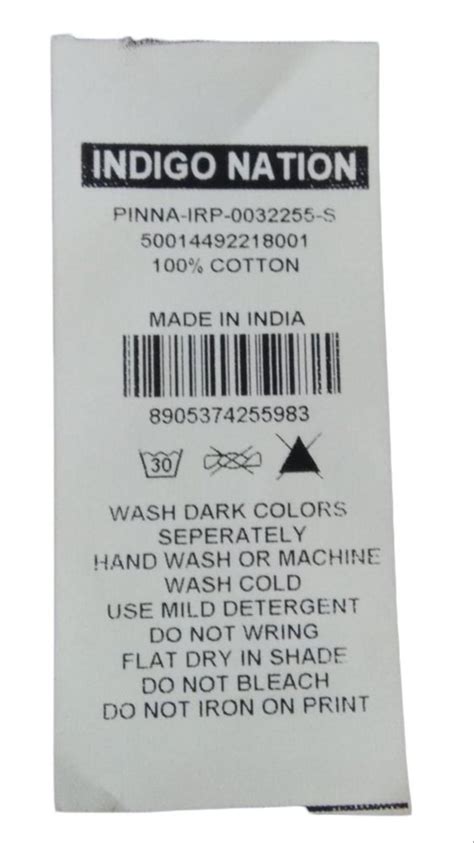 INDIGO NATION
PINNA-IRP-0032255-S
50014492218001
100% COTTON
MADE IN INDIA
8905374255983
30
WASH DARK COLORS
SEPERATELY
HAND WASH OR MACHINE
WASH COLD
USE MILD DETERGENT
DO NOT WRING
FLAT DRY IN SHADE
DO NOT BLEACH
DO NOT IRON ON PRINT